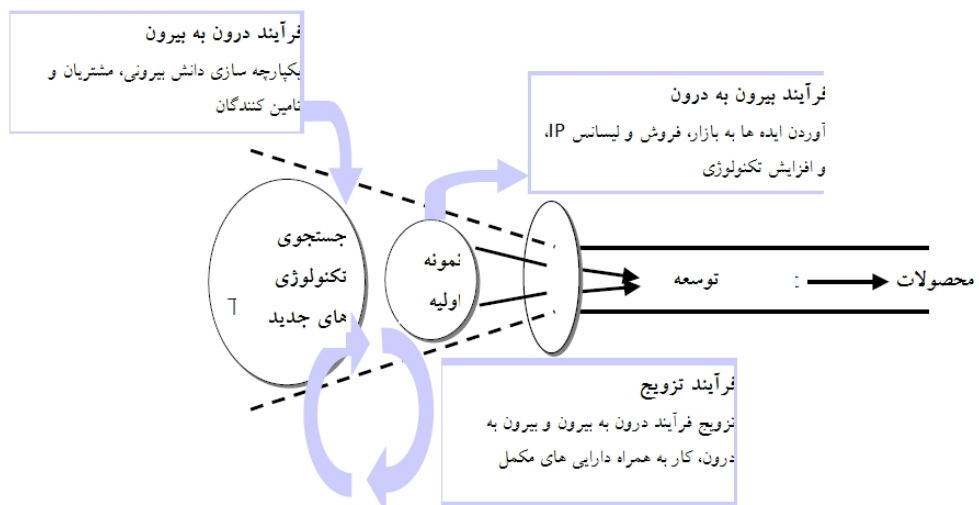 فرآیند درون به بیرون
یکپارچه سازی دانش بیرونی، مشتریان و
تامین کنندگان
فرآیند بیرون به درون
آوردن ایده ها به بازار، فروش و لیسانس IP،
و افزایش تکنولوژی
جستجوی
تکنولوژی
های جدید
نمونه
اولیه
توسعه
محصولات
فرآیند تزویج
تزویج فرآیند درون به بیرون و بیرون به
درون، کار به همراه دارایی های مکمل